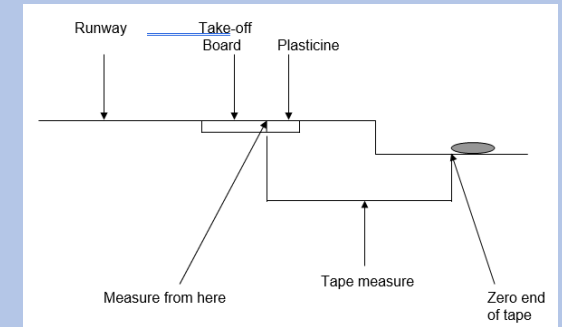 Runway
Take-off
Board
Plasticine
Tape measure
Measure from here
Zero end
of tape